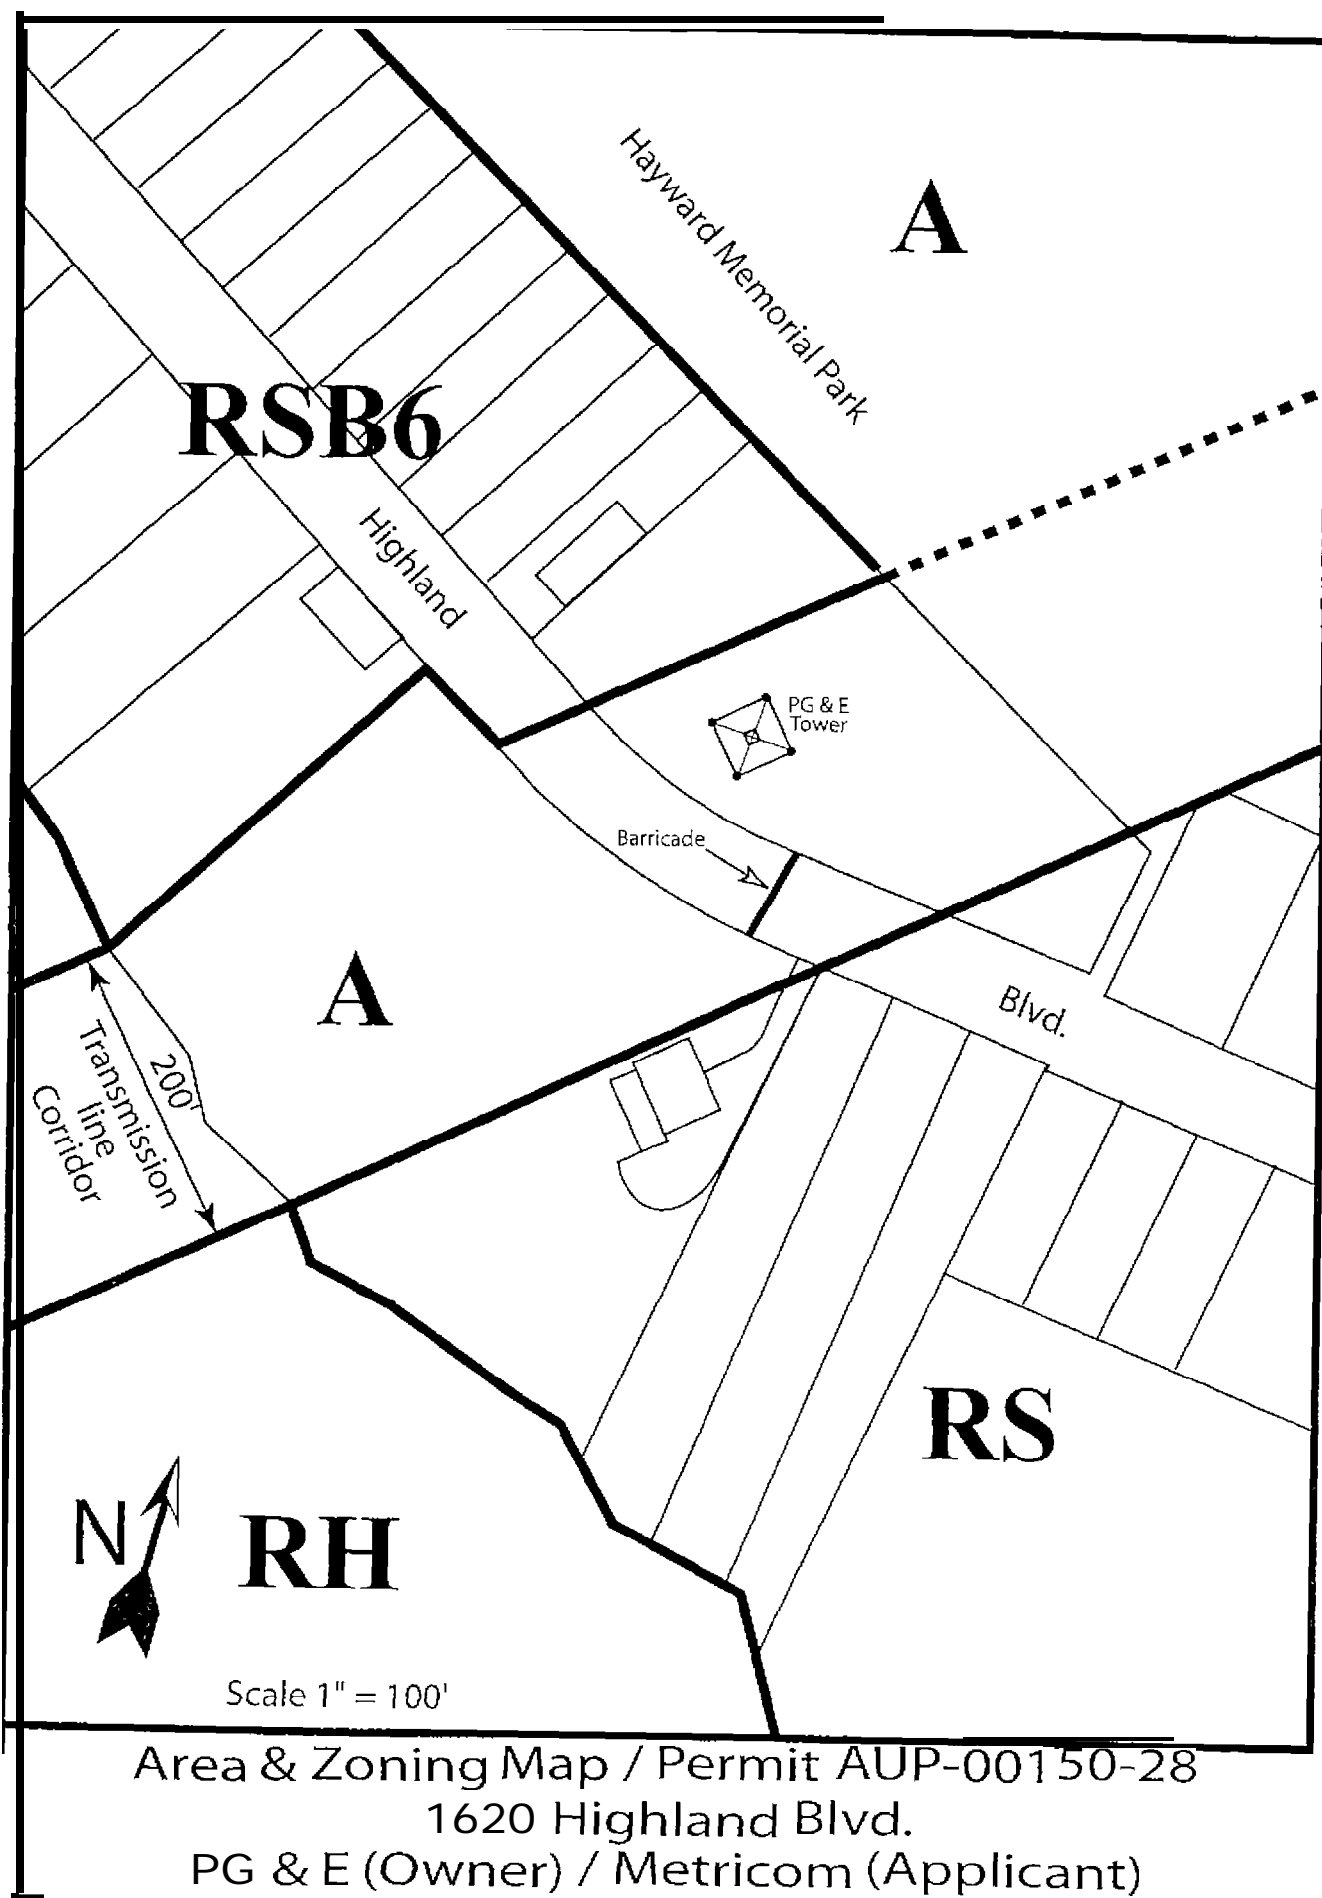 Hayward Memorial Park
A
RSB6
Highland
PG & E
Tower
Barricade
A
Blvd.
200'
Transmission
line
Corridor
RS
N
RH
Scale 1" = 100'
Area & Zoning Map / Permit AUP-00150-28
1620 Highland Blvd.
PG & E (Owner) / Metricom (Applicant)